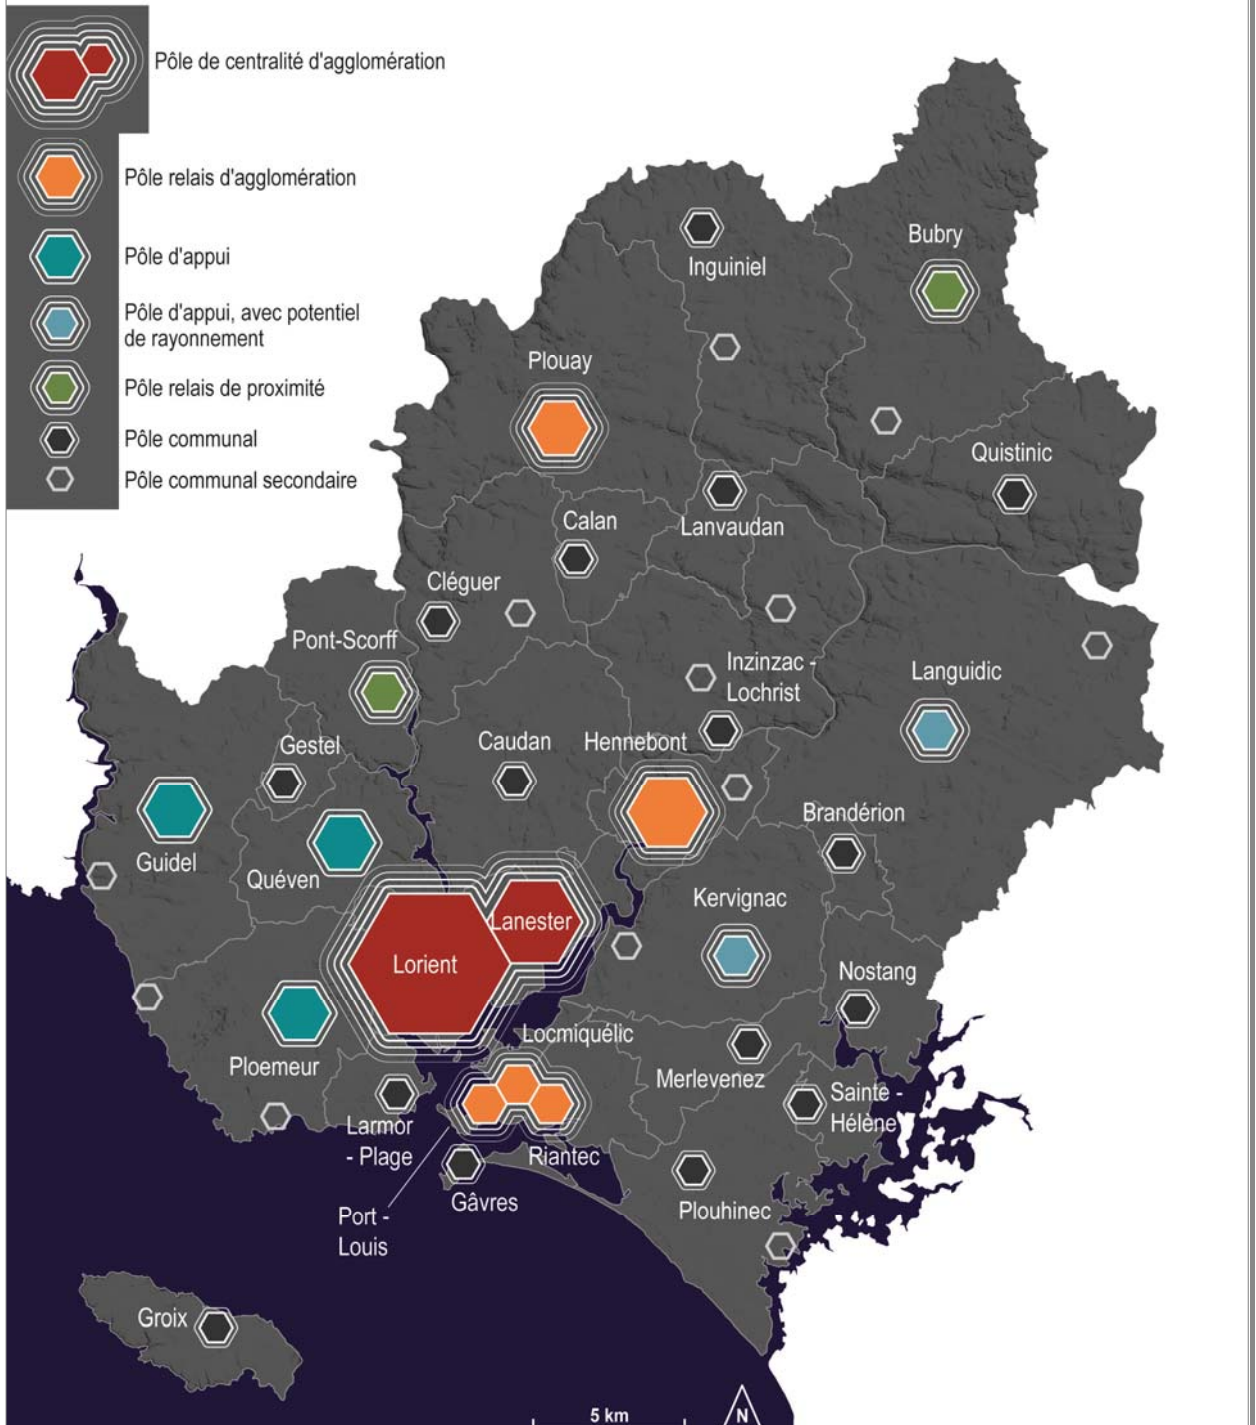 Pôle de centralité d'agglomération
Pôle relais d'agglomération
Pôle d'appui
Pôle d'appui, avec potentiel
de rayonnement
Pôle relais de proximité
Pôle communal
Pôle communal secondaire
Bubry
Inguiniel
Plouay
Quistinic
Calan
Lanvaudan
Cléguer
Pont-Scorff
Inzinzac -
Lochrist
Languidic
Gestel
Caudan
Hennebont
Brandérion
Guidel
Quéven
Kervignac
Lanester
Lorient
Nostang
Locmiquélic
Ploemeur
Merlevenez
Sainte -
Hélène
Larmor
- Plage
Riantec
Gâvres
Plouhinec
Port -
Louis
Groix
5 km
N